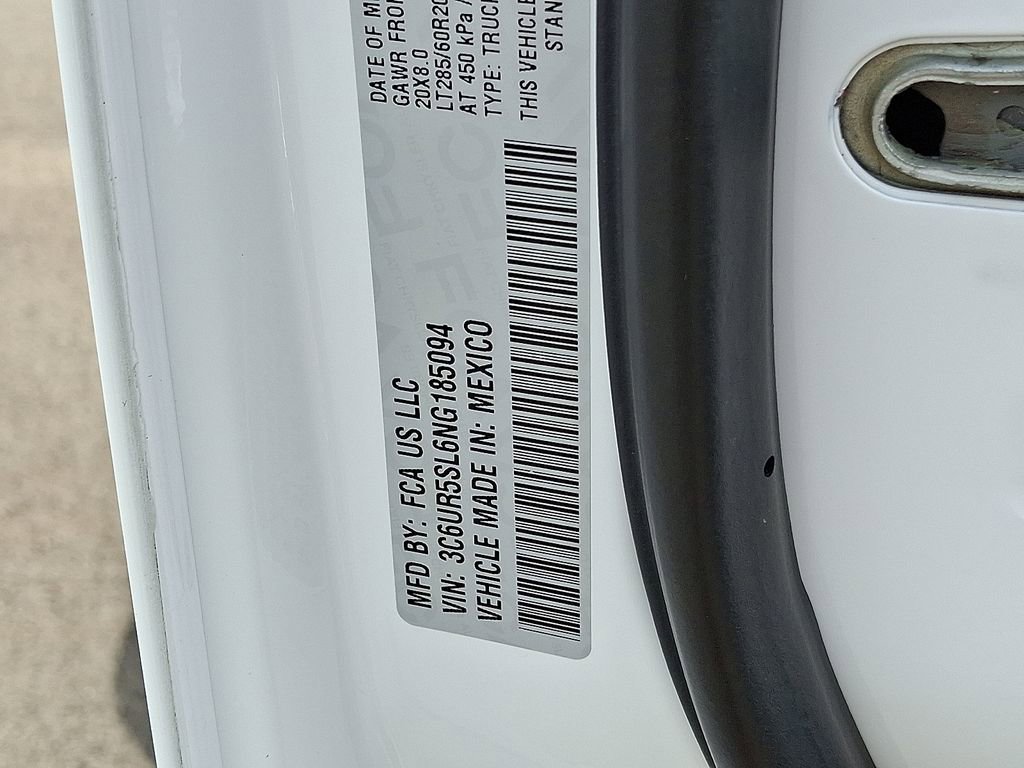 MFD BY: FCA US LLC
VIN: 3C6UR5SL6NG185094
VEHICLE MADE IN: MEXICO
DATE OF M
GAWR FRON
20X8.0
LT285/60R20
AT 450 kPa /
TYPE: TRUCK
THIS VEHICLE
STAN